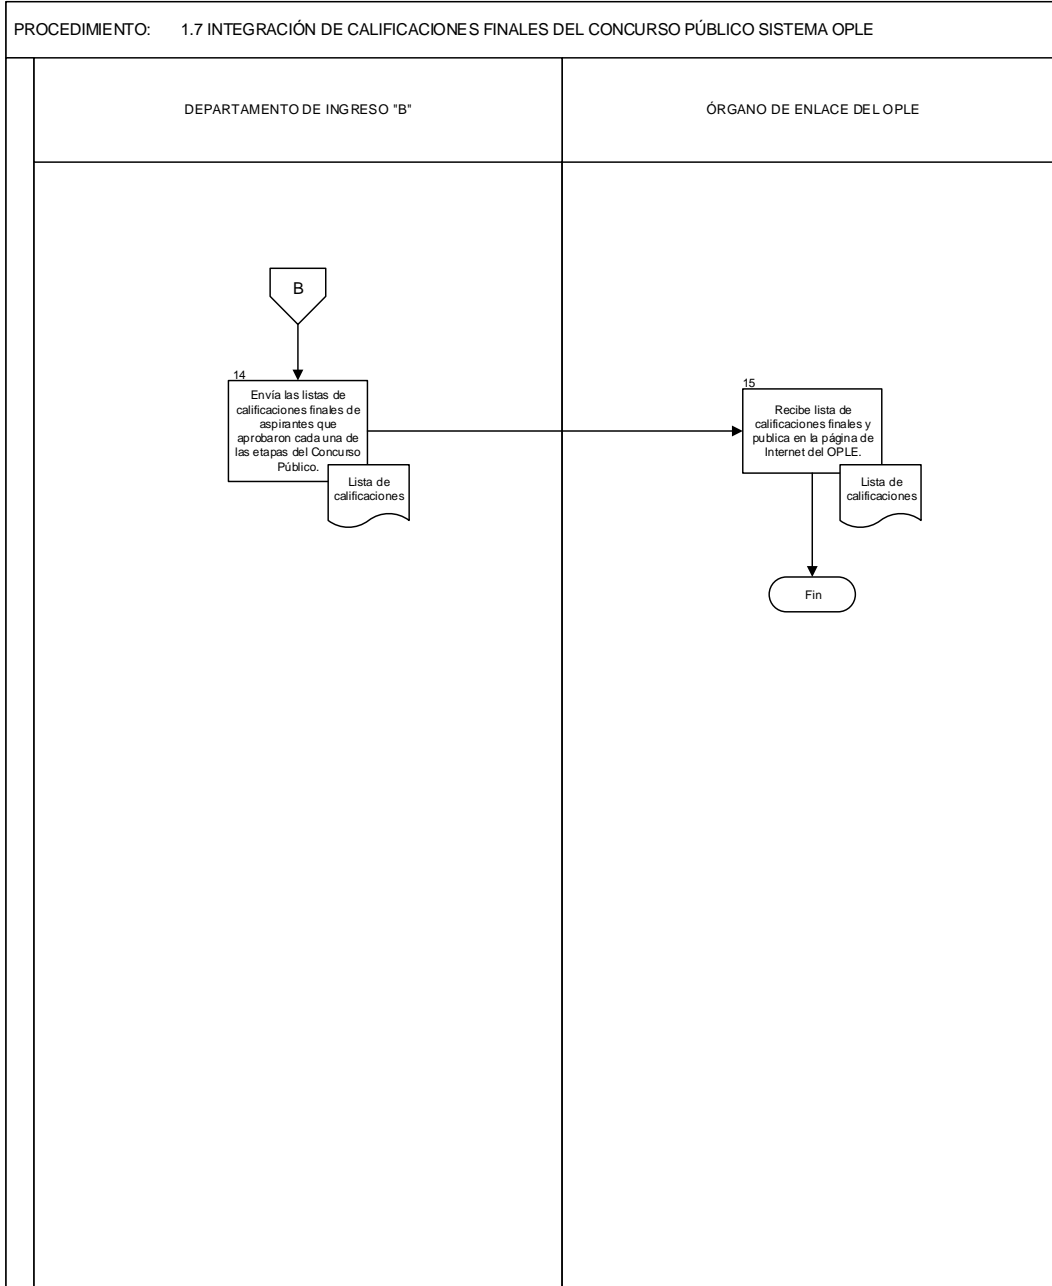 PROCEDIMIENTO: 1.7 INTEGRACIÓN DE CALIFICACIONES FINALES DEL CONCURSO PÚBLICO SISTEMA OPLE
DEPARTAMENTO DE INGRESO "B"
ÓRGANO DE ENLACE DEL OPLE
B
14
Envía las listas de
calificaciones finales de
aspirantes que
aprobaron cada una de
las etapas del Concurso
Público.
Lista de
calificaciones
15
Recibe lista de
calificaciones finales y
publica en la página de
Internet del OPLE.
Lista de
calificaciones
Fin